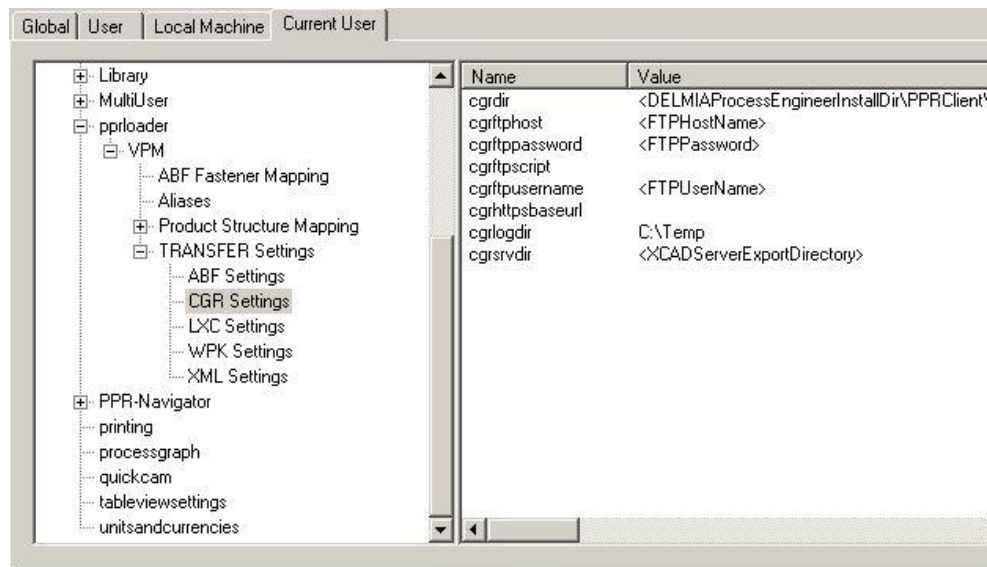 Global User Local Machine Current User
Library
MultiUser
pprloader
VPM
ABF Fastener Mapping
Aliases
Product Structure Mapping
TRANSFER Settings
ABF Settings
CGR Settings
LXC Settings
WPK Settings
XML Settings
PPR-Navigator
printing
processgraph
quickcam
tableviewsettings
unitsandcurrencies
Name Value
cgrdir <DELMIAProcessEngineerInstallDir\PPRClient\
cgrftphost <FTPHostName>
cgrftppassword <FTPPassword>
cgrftpscript
cgrftpusername <FTPUserName>
cgrhttpsbaseurl
cgrlogdir C:\Temp
cgrsrvdir <XCADServerExportDirectory>